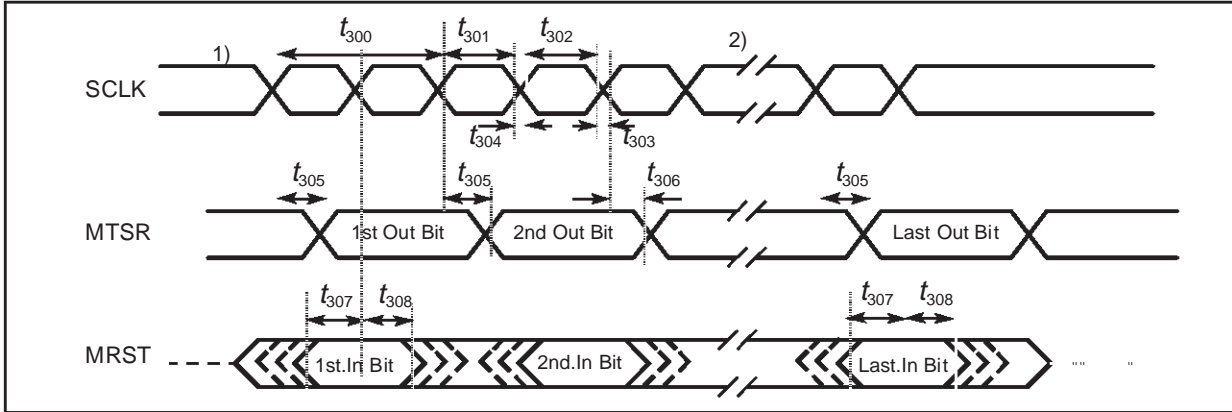 t300 t301 t302
1) 2)
SCLK
t304 t303
t305 t305 t306 t305
MTSR 1st Out Bit 2nd Out Bit Last Out Bit
t307 t308 t307 t308
MRST 1st.In Bit 2nd.In Bit Last.In Bit